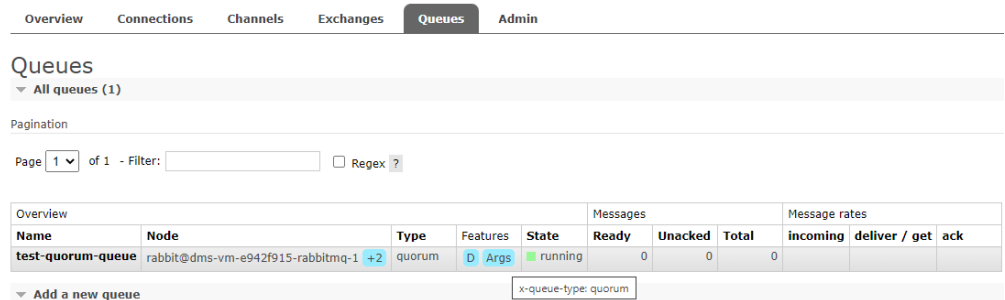 Overview Connections Channels Exchanges Queues Admin
Queues
All queues (1)
Pagination
Page 1 of 1 - Filter: Regex ?
Overview Messages Message rates
Name Node Type Features State Ready Unacked Total incoming deliver / get ack
test-quorum-queue rabbit@dms-vm-e942f915-rabbitmq-1 +2 quorum D Args running 0 0 0
x-queue-type: quorum
Add a new queue